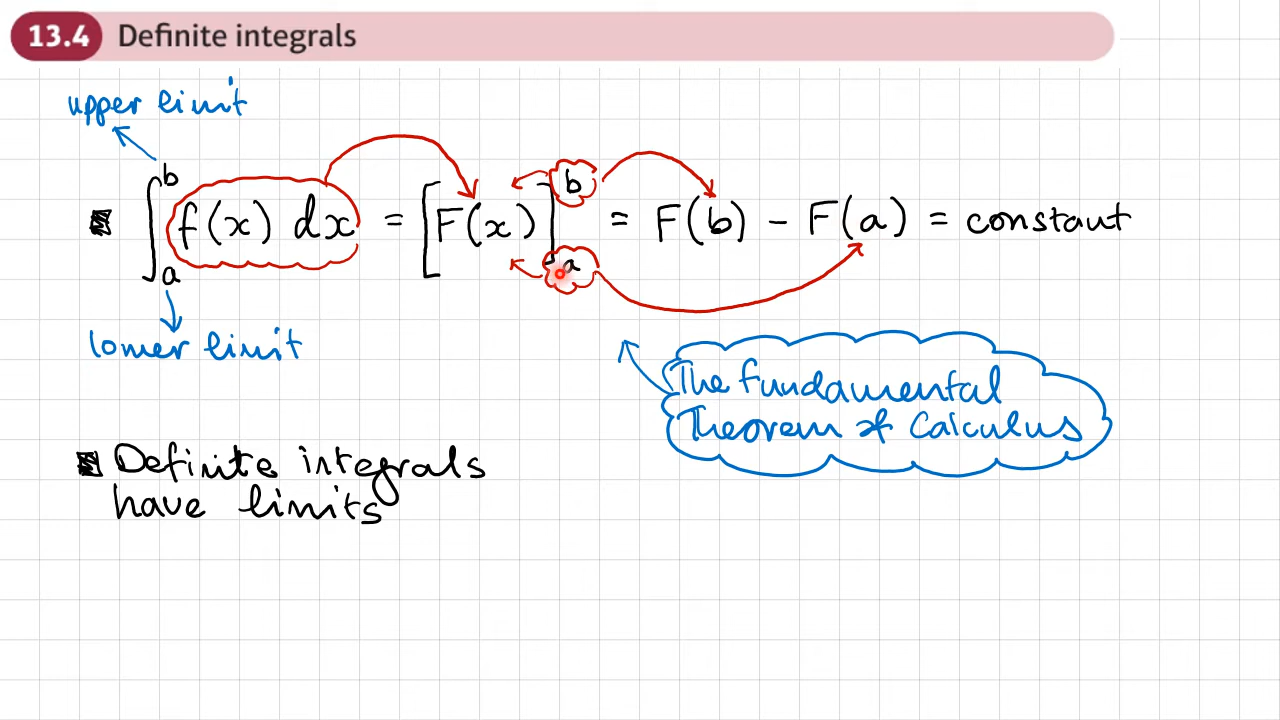 13.4 Definite integrals
upper limit
∫ₐᵇ f(x) dx = [F(x)]ₐᵇ = F(b) - F(a) = constant
lower limit
The Fundamental
Theorem of Calculus
Definite integrals
have limits